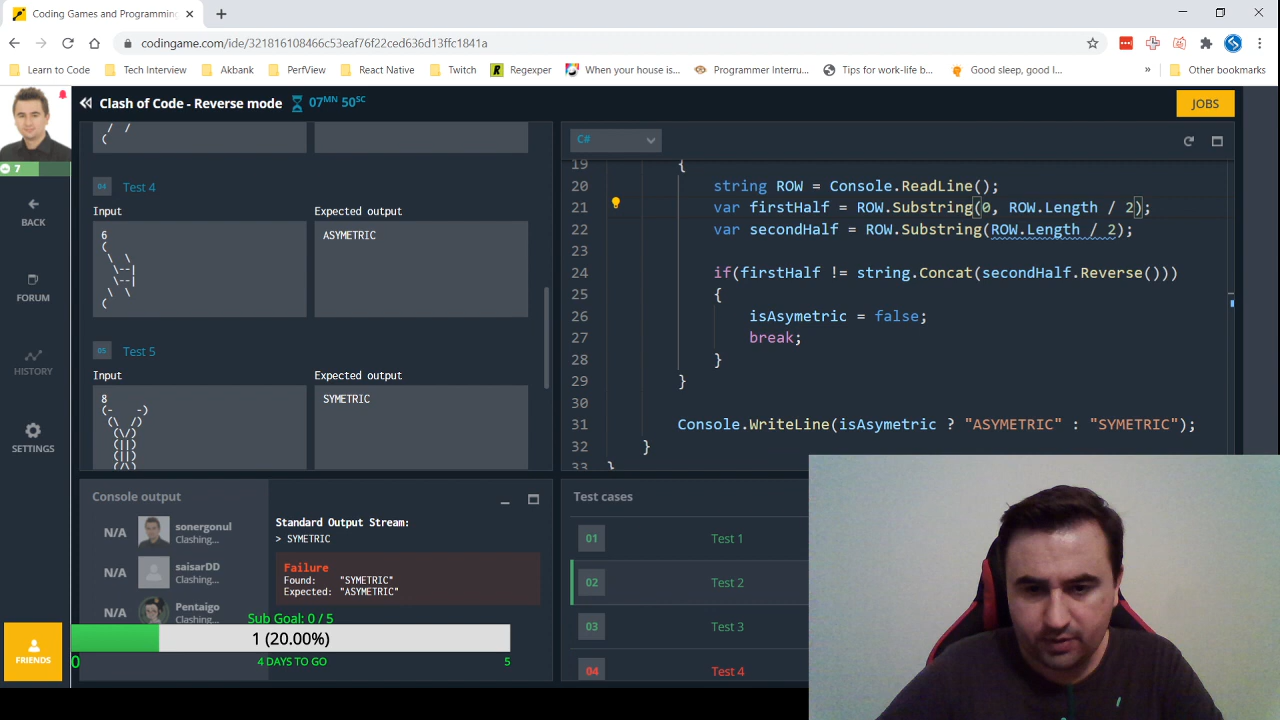 Coding Games and Programming
codingame.com/ide/321816108466c53eaf76f22ced636d13ffc1841a
Learn to Code
Tech Interview
Akbank
PerfView
React Native
Twitch
Regexper
When your house is...
Programmer Interru...
Tips for work-life b...
Good sleep, good l...
»
Other bookmarks
Clash of Code - Reverse mode
07MN 50SC
JOBS
7
BACK
FORUM
HISTORY
SETTINGS
FRIENDS
/ /
(
04 Test 4
Input
Expected output
6
(
\ \
\--|
\--|
\ \
(
ASYMETRIC
05 Test 5
Input
Expected output
8
(-    -)
(\  /)
(\/)
(||)
(||)
(/\)
SYMETRIC
C#
19 {
20 string ROW = Console.ReadLine();
21 var firstHalf = ROW.Substring(0, ROW.Length / 2);
22 var secondHalf = ROW.Substring(ROW.Length / 2);
23
24 if(firstHalf != string.Concat(secondHalf.Reverse()))
25 {
26 isAsymetric = false;
27 break;
28 }
29 }
30
31 Console.WriteLine(isAsymetric ? "ASYMETRIC" : "SYMETRIC");
32 }
33 }
Console output
N/A sonergonul
Clashing...
N/A saisarDD
Clashing...
N/A Pentaigo
Clashing...
Standard Output Stream:
> SYMETRIC
Failure
Found: "SYMETRIC"
Expected: "ASYMETRIC"
Sub Goal: 0 / 5
1 (20.00%)
0
4 DAYS TO GO
5
Test cases
01 Test 1
02 Test 2
03 Test 3
04 Test 4